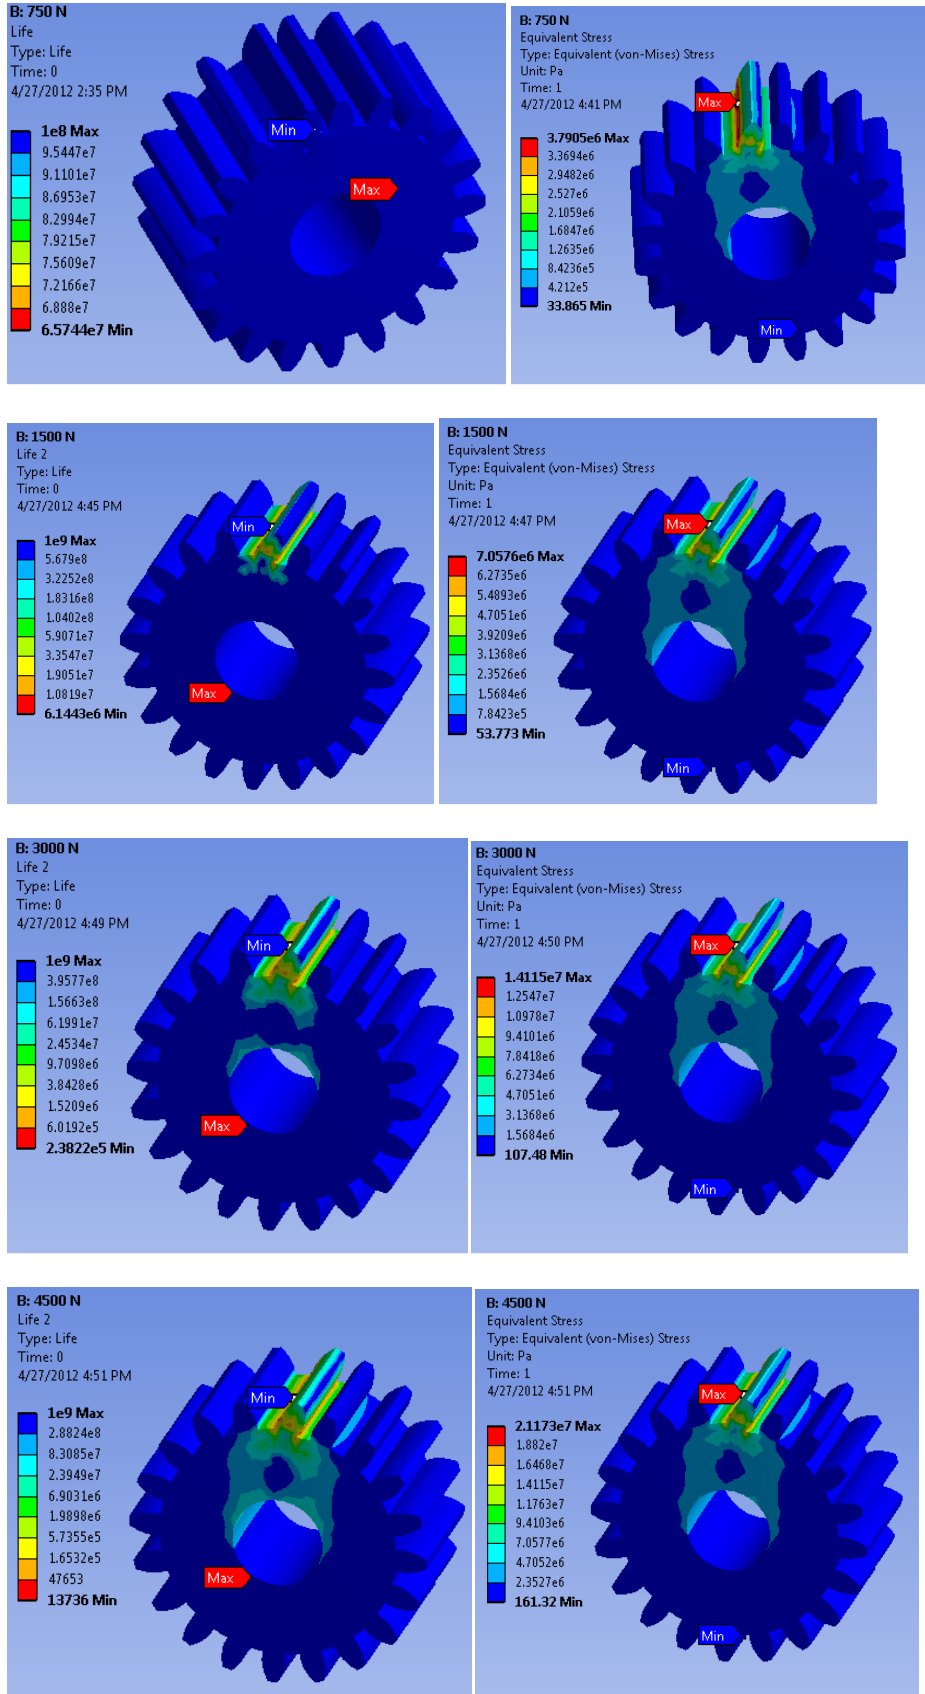 B: 750 N
Life
Type: Life
Time: 0
4/27/2012 2:35 PM
1e8 Max
9.5447e7
9.1101e7
8.6953e7
8.2994e7
7.9215e7
7.5609e7
7.2166e7
6.888e7
6.5744e7 Min
Min
Max
B: 750 N
Equivalent Stress
Type: Equivalent (von-Mises) Stress
Unit: Pa
Time: 1
4/27/2012 4:41 PM
3.7905e6 Max
3.3694e6
2.9482e6
2.527e6
2.1059e6
1.6847e6
1.2635e6
8.4236e5
4.212e5
33.865 Min
Max
Min
B: 1500 N
Life 2
Type: Life
Time: 0
4/27/2012 4:45 PM
1e9 Max
5.679e8
3.2252e8
1.8316e8
1.0402e8
5.9071e7
3.3547e7
1.9051e7
1.0819e7
6.1443e6 Min
Min
Max
B: 1500 N
Equivalent Stress
Type: Equivalent (von-Mises) Stress
Unit: Pa
Time: 1
4/27/2012 4:47 PM
7.0576e6 Max
6.2735e6
5.4893e6
4.7051e6
3.9209e6
3.1368e6
2.3526e6
1.5684e6
7.8423e5
53.773 Min
Max
Min
B: 3000 N
Life 2
Type: Life
Time: 0
4/27/2012 4:49 PM
1e9 Max
3.9577e8
1.5663e8
6.1991e7
2.4534e7
9.7098e6
3.8428e6
1.5209e6
6.0192e5
2.3822e5 Min
Min
Max
B: 3000 N
Equivalent Stress
Type: Equivalent (von-Mises) Stress
Unit: Pa
Time: 1
4/27/2012 4:50 PM
1.4115e7 Max
1.2547e7
1.0978e7
9.4101e6
7.8418e6
6.2734e6
4.7051e6
3.1368e6
1.5684e6
107.48 Min
Max
Min
B: 4500 N
Life 2
Type: Life
Time: 0
4/27/2012 4:51 PM
1e9 Max
2.8824e8
8.3085e7
2.3949e7
6.9031e6
1.9898e6
5.7355e5
1.6532e5
47653
13736 Min
Min
Max
B: 4500 N
Equivalent Stress
Type: Equivalent (von-Mises) Stress
Unit: Pa
Time: 1
4/27/2012 4:51 PM
2.1173e7 Max
1.882e7
1.6468e7
1.4115e7
1.1763e7
9.4103e6
7.0577e6
4.7052e6
2.3527e6
161.32 Min
Max
Min